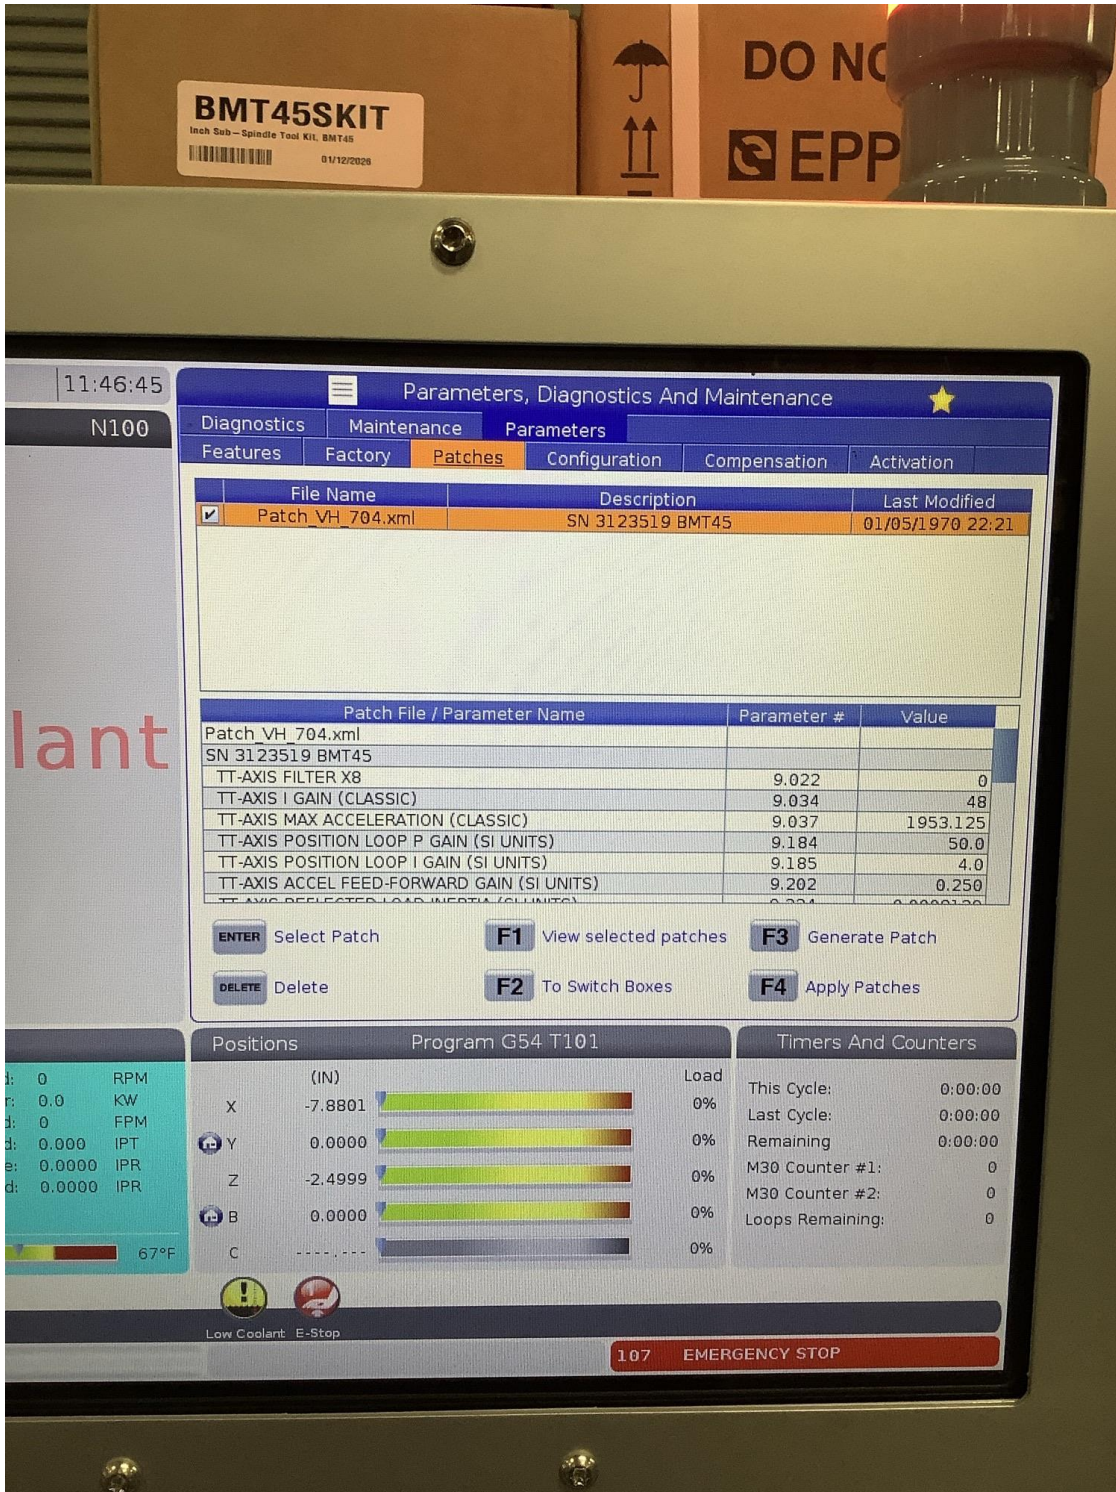 BMT45SKIT
Inch Sub-Spindle Tool Kit, BMT45
01/12/2026
DO NO
EPP
11:46:45
N100
lant
Parameters, Diagnostics And Maintenance
Diagnostics Maintenance Parameters
Features Factory Patches Configuration Compensation Activation
File Name Description Last Modified
Patch_VH_704.xml SN 3123519 BMT45 01/05/1970 22:21
Patch File / Parameter Name Parameter # Value
Patch_VH_704.xml
SN 3123519 BMT45
TT-AXIS FILTER X8 9.022 0
TT-AXIS I GAIN (CLASSIC) 9.034 48
TT-AXIS MAX ACCELERATION (CLASSIC) 9.037 1953.125
TT-AXIS POSITION LOOP P GAIN (SI UNITS) 9.184 50.0
TT-AXIS POSITION LOOP I GAIN (SI UNITS) 9.185 4.0
TT-AXIS ACCEL FEED-FORWARD GAIN (SI UNITS) 9.202 0.250
TT-AXIS REFLECTED LOAD INERTIA (SI UNITS)
ENTER Select Patch F1 View selected patches F3 Generate Patch
DELETE Delete F2 To Switch Boxes F4 Apply Patches
Positions Program G54 T101
(IN) Load
X -7.8801 0%
Y 0.0000 0%
Z -2.4999 0%
B 0.0000 0%
C ----.--- 0%
Timers And Counters
This Cycle: 0:00:00
Last Cycle: 0:00:00
Remaining 0:00:00
M30 Counter #1: 0
M30 Counter #2: 0
Loops Remaining: 0
d: 0 RPM
r: 0.0 KW
d: 0 FPM
d: 0.000 IPT
e: 0.0000 IPR
d: 0.0000 IPR
67°F
Low Coolant E-Stop
107 EMERGENCY STOP